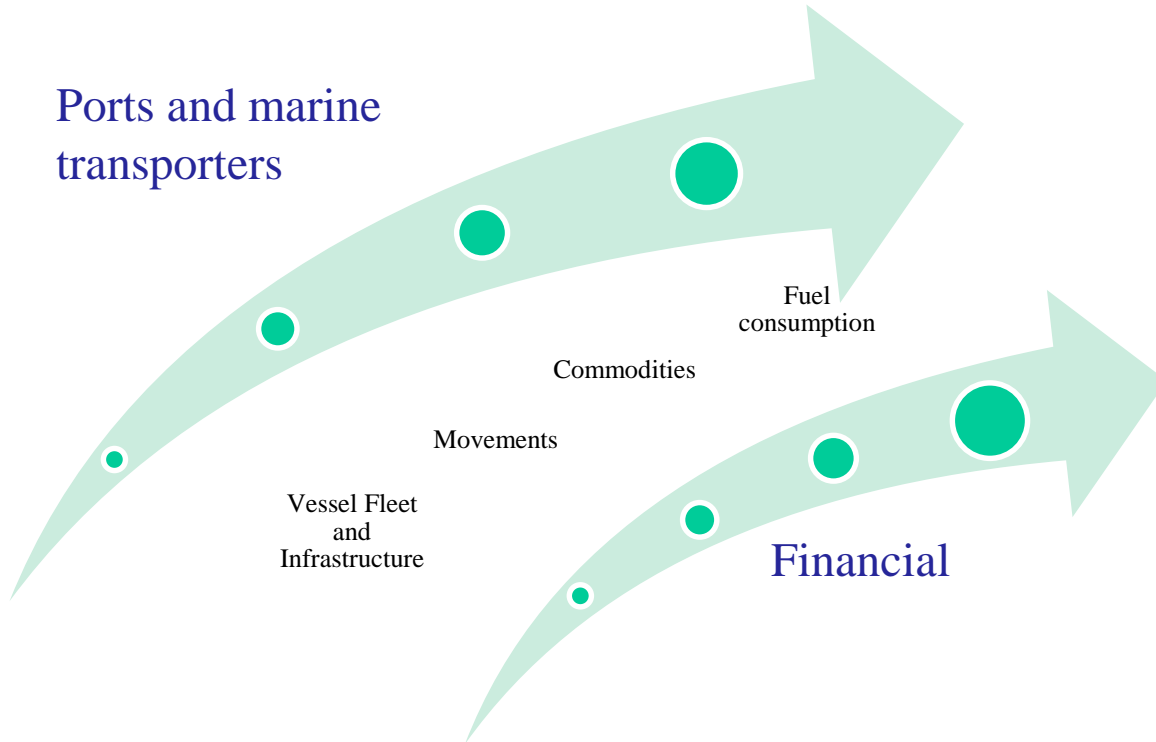 Ports and marine
transporters
Fuel
consumption
Commodities
Movements
Vessel Fleet
and
Infrastructure
Financial